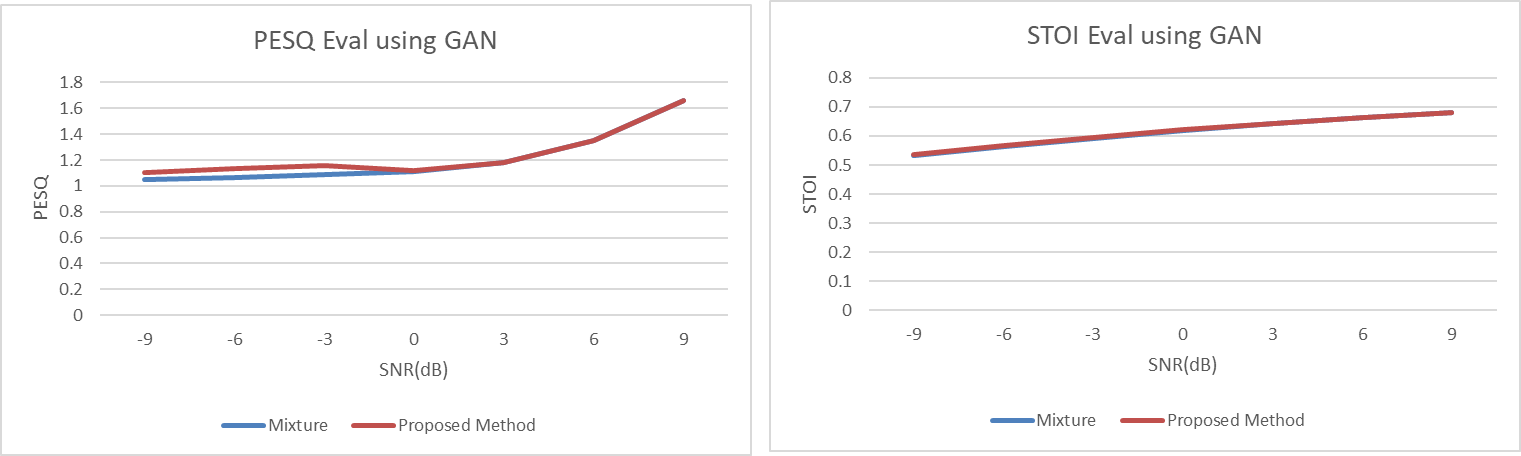 PESQ Eval using GAN
1.8
1.6
1.4
1.2
1
0.8
0.6
0.4
0.2
0
PESQ
-9 -6 -3 0 3 6 9
SNR(dB)
Mixture Proposed Method
STOI Eval using GAN
0.8
0.7
0.6
0.5
0.4
0.3
0.2
0.1
0
STOI
-9 -6 -3 0 3 6 9
SNR(dB)
Mixture Proposed Method